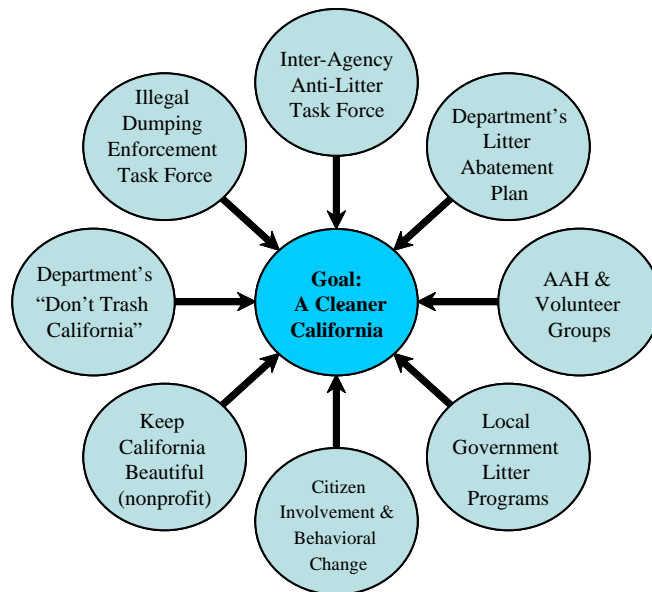 Inter-Agency
Anti-Litter
Task Force
Illegal
Dumping
Enforcement
Task Force
Department’s
Litter
Abatement
Plan
Department’s
“Don’t Trash
California”
Goal:
A Cleaner
California
AAH &
Volunteer
Groups
Keep
California
Beautiful
(nonprofit)
Citizen
Involvement &
Behavioral
Change
Local
Government
Litter
Programs